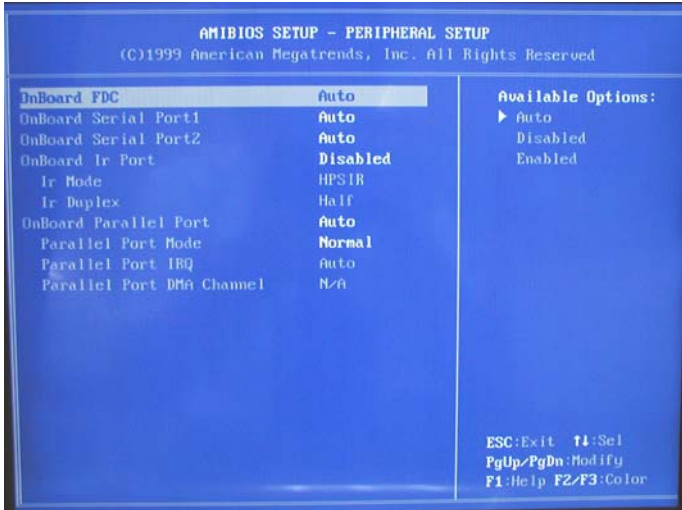 AMIBIOS SETUP - PERIPHERAL SETUP
(C)1999 American Megatrends, Inc. All Rights Reserved
OnBoard FDC Auto
OnBoard Serial Port1 Auto
OnBoard Serial Port2 Auto
OnBoard Ir Port Disabled
Ir Mode HPSIR
Ir Duplex Half
OnBoard Parallel Port Auto
Parallel Port Mode Normal
Parallel Port IRQ Auto
Parallel Port DMA Channel N/A
Available Options:
▶ Auto
Disabled
Enabled
ESC:Exit ↑↓:Sel
PgUp/PgDn:Modify
F1:Help F2/F3:Color